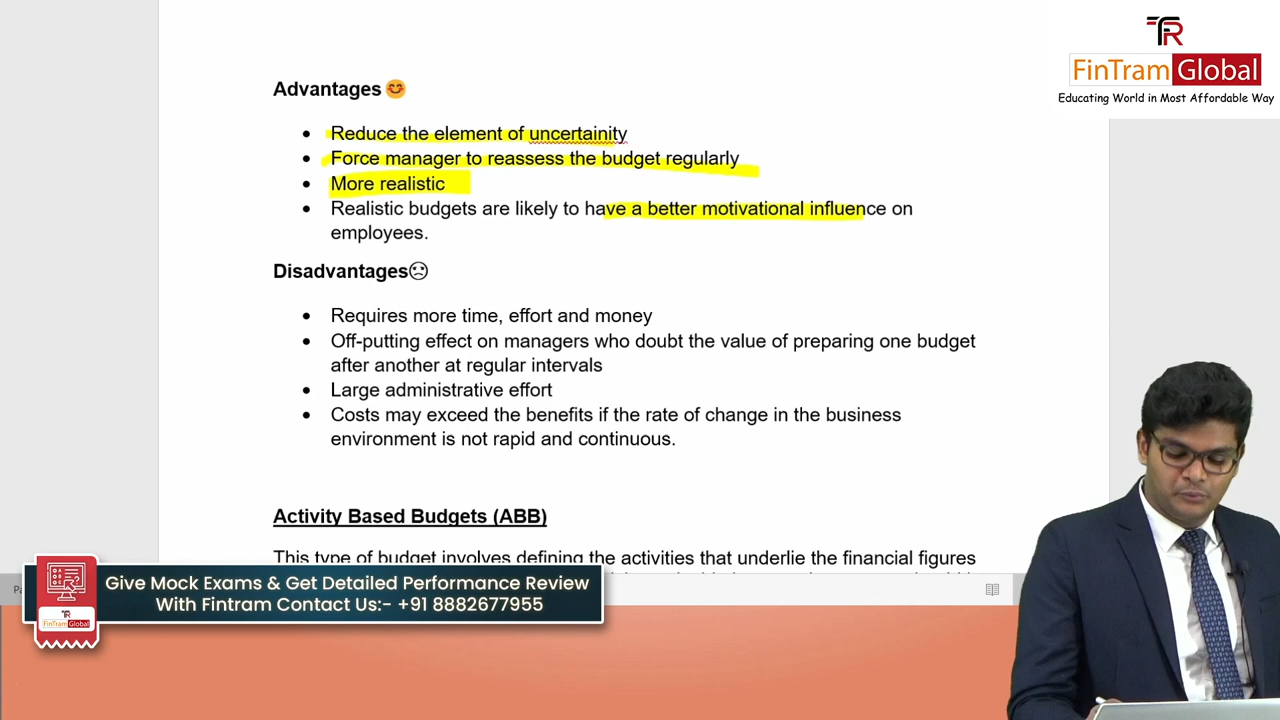 TR
FinTram Global
Educating World in Most Affordable Way
Advantages
Reduce the element of uncertainity
Force manager to reassess the budget regularly
More realistic
Realistic budgets are likely to have a better motivational influence on
employees.
Disadvantages
Requires more time, effort and money
Off-putting effect on managers who doubt the value of preparing one budget
after another at regular intervals
Large administrative effort
Costs may exceed the benefits if the rate of change in the business
environment is not rapid and continuous.
Activity Based Budgets (ABB)
This type of budget involves defining the activities that underlie the financial figures
Give Mock Exams & Get Detailed Performance Review
With Fintram Contact Us:- +91 8882677955
TR
FinTram Global